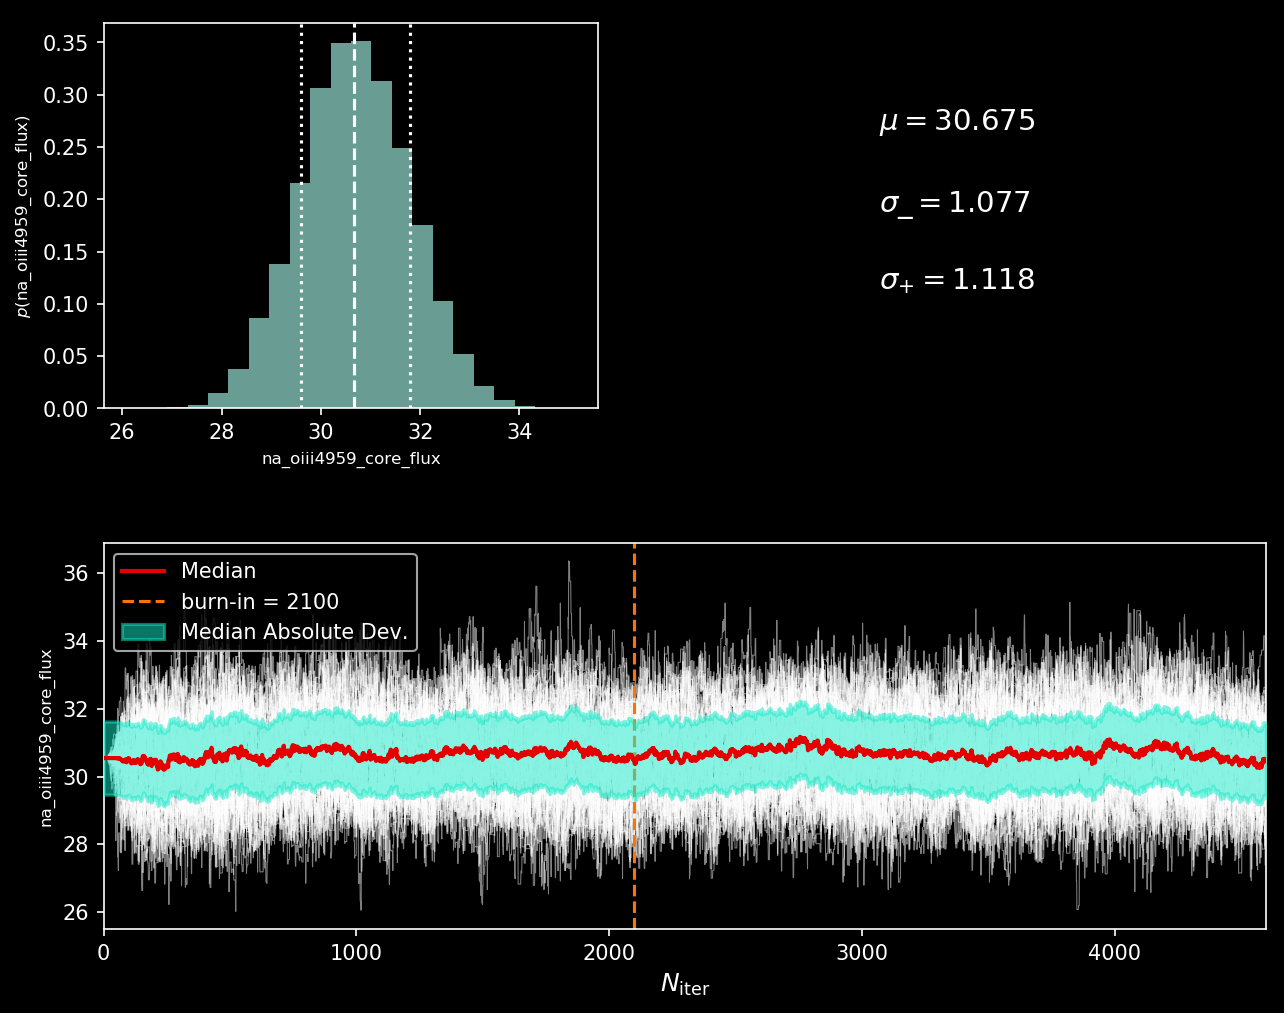 0.35
0.30
0.25
0.20
0.15
0.10
0.05
0.00
p(na_oiii4959_core_flux)
26 28 30 32 34
na_oiii4959_core_flux
μ = 30.675
σ₋ = 1.077
σ₊ = 1.118
Median
burn-in = 2100
Median Absolute Dev.
36
34
32
30
28
26
na_oiii4959_core_flux
0 1000 2000 3000 4000
N_iter